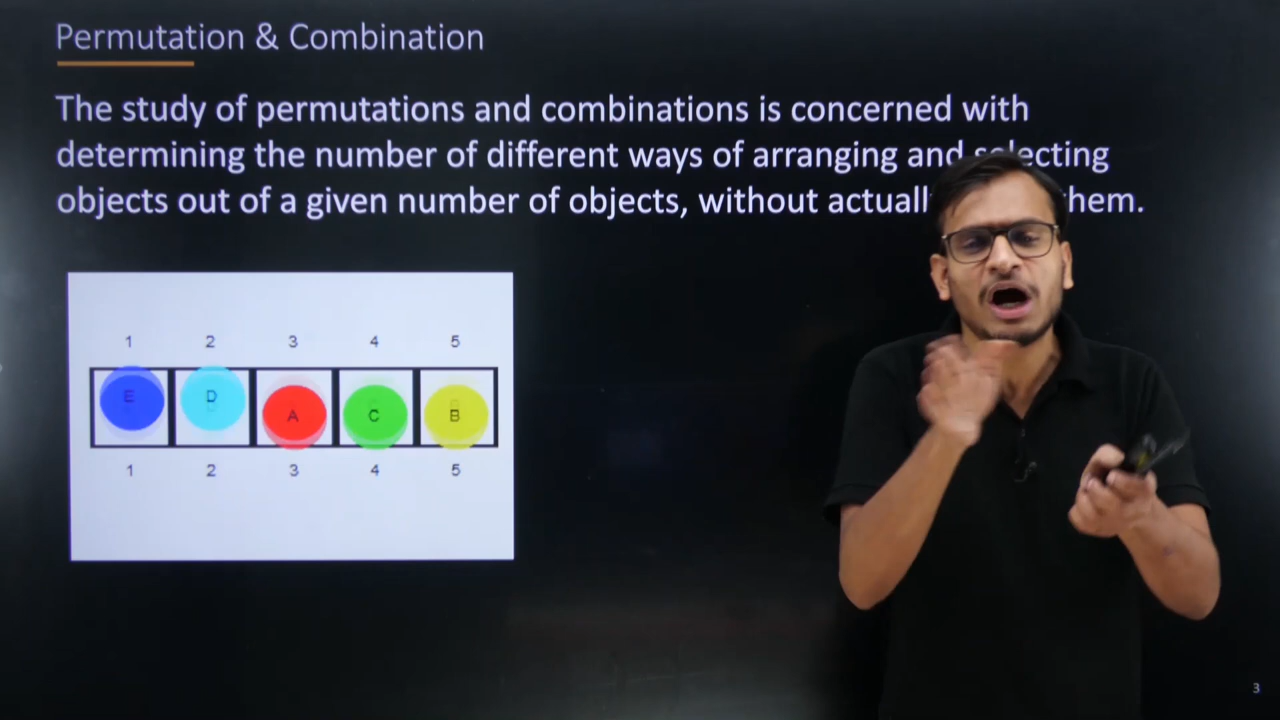 Permutation & Combination
The study of permutations and combinations is concerned with
determining the number of different ways of arranging and selecting
objects out of a given number of objects, without actuall them.
1 2 3 4 5
E D A C B
1 2 3 4 5
3